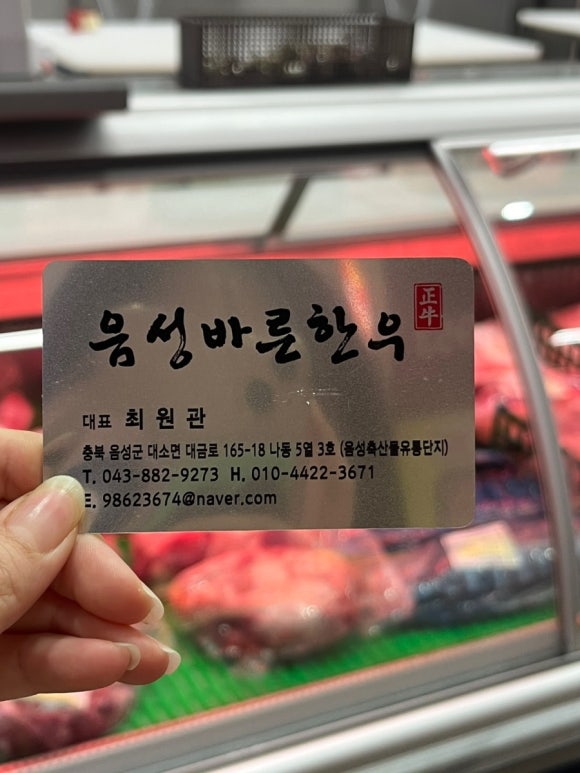 음성바른한우
正牛
대표 최원관
충북 음성군 대소면 대금로 165-18 나동 5열 3호 (음성축산물유통단지)
T. 043-882-9273 H. 010-4422-3671
E. 98623674@naver.com